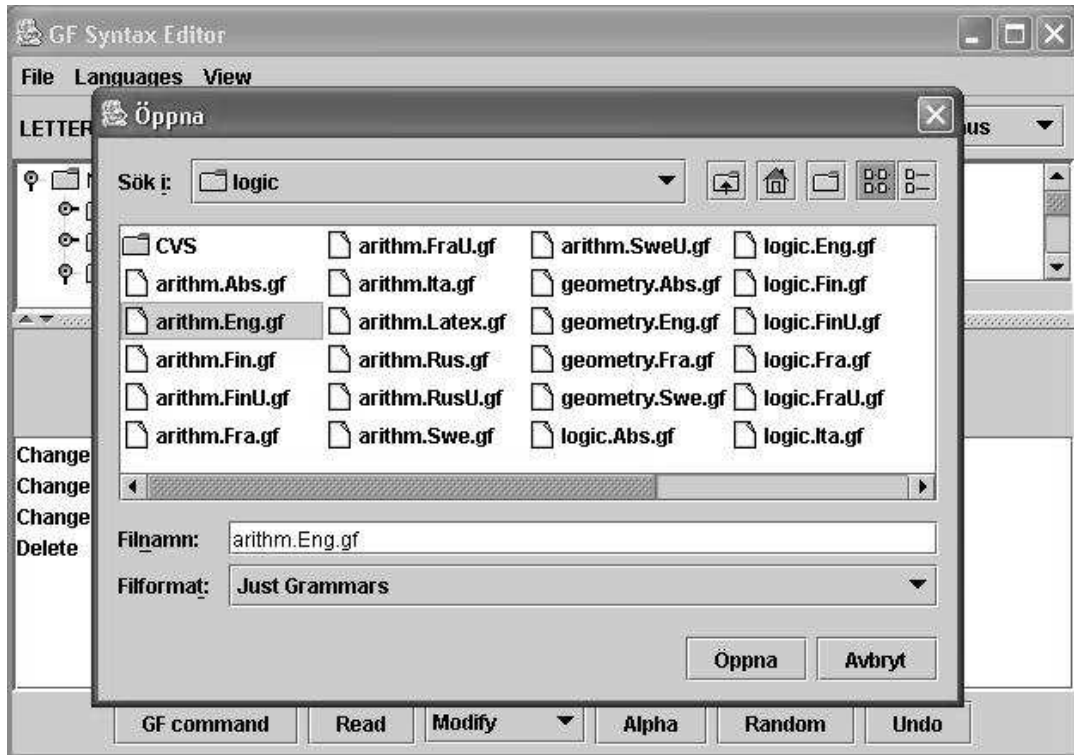 GF Syntax Editor
File Languages View
LETTER
Öppna
Sök i: logic
CVS arithm.FraU.gf arithm.SweU.gf logic.Eng.gf
arithm.Abs.gf arithm.Ita.gf geometry.Abs.gf logic.Fin.gf
arithm.Eng.gf arithm.Latex.gf geometry.Eng.gf logic.FinU.gf
arithm.Fin.gf arithm.Rus.gf geometry.Fra.gf logic.Fra.gf
arithm.FinU.gf arithm.RusU.gf geometry.Swe.gf logic.FraU.gf
arithm.Fra.gf arithm.Swe.gf logic.Abs.gf logic.Ita.gf
Change
Change
Change
Delete
Filnamn: arithm.Eng.gf
Filformat: Just Grammars
Öppna Avbryt
GF command Read Modify Alpha Random Undo